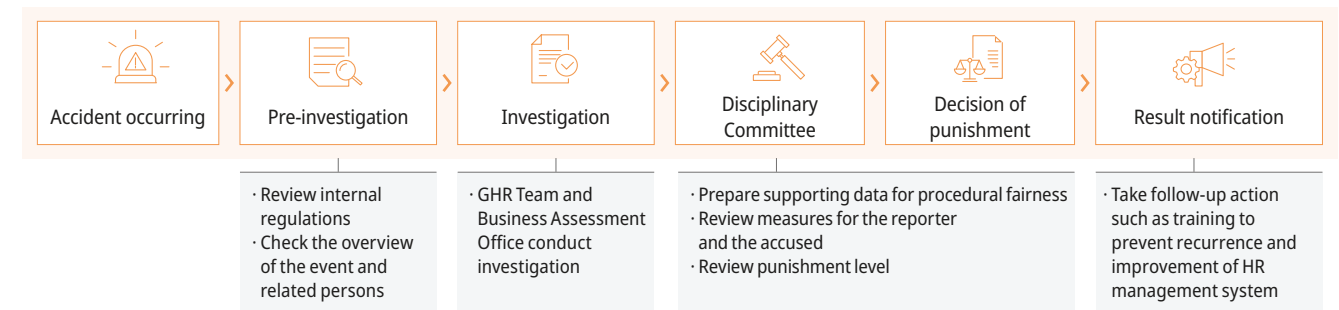 Accident occurring
Pre-investigation
Investigation
Disciplinary
Committee
Decision of
punishment
Result notification
· Review internal
regulations
· Check the overview
of the event and
related persons
· GHR Team and
Business Assessment
Office conduct
investigation
· Prepare supporting data for procedural fairness
· Review measures for the reporter
and the accused
· Review punishment level
· Take follow-up action
such as training to
prevent recurrence and
improvement of HR
management system